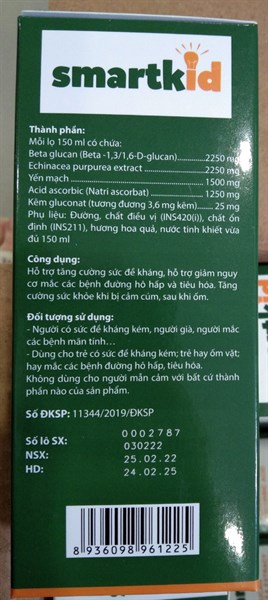 smartkid
Thành phần:
Mỗi lọ 150 ml có chứa:
Beta glucan (Beta -1,3/1,6-D-glucan)..............2250 mg
Echinacea purpurea extract ..........................2250 mg
Yến mạch ..................................................1500 mg
Acid ascorbic (Natri ascorbat) .......................1250 mg
Kẽm gluconat (tương đương 3,6 mg kẽm)........ 25 mg
Phụ liệu: Đường, chất điều vị (INS420(i)), chất ổn
định (INS211), hương hoa quả, nước tinh khiết vừa
đủ 150 ml
Công dụng:
Hỗ trợ tăng cường sức đề kháng, hỗ trợ giảm nguy
cơ mắc các bệnh đường hô hấp và tiêu hóa. Tăng
cường sức khỏe khi bị cảm cúm, sau khi ốm.
Đối tượng sử dụng:
- Người có sức đề kháng kém, người già, người mắc
các bệnh mãn tính…
- Dùng cho trẻ có sức đề kháng kém; trẻ hay ốm vặt;
hay mắc các bệnh đường hô hấp, tiêu hóa.
Không dùng cho người mẫn cảm với bất cứ thành
phần nào của sản phẩm.
Số ĐKSP: 11344/2019/ĐKSP
0002787
Số lô SX: 030222
NSX: 25.02.22
HD: 24.02.25
8 936098 961225